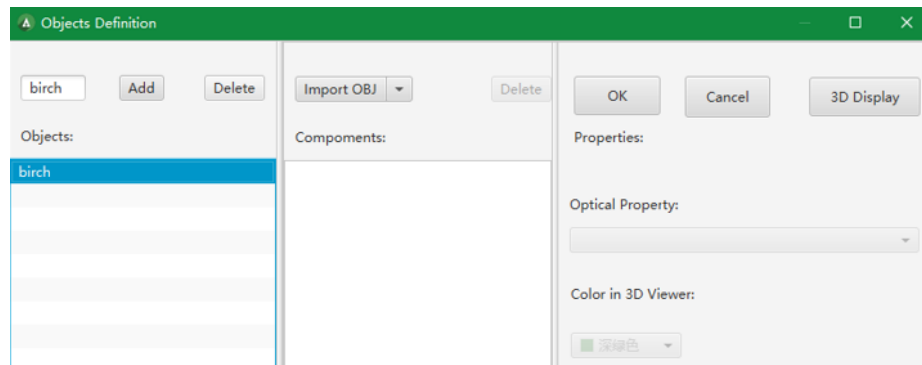 Objects Definition
birch Add Delete Import OBJ Delete OK Cancel 3D Display
Objects: Compoments: Properties:
birch
Optical Property:
Color in 3D Viewer:
深绿色